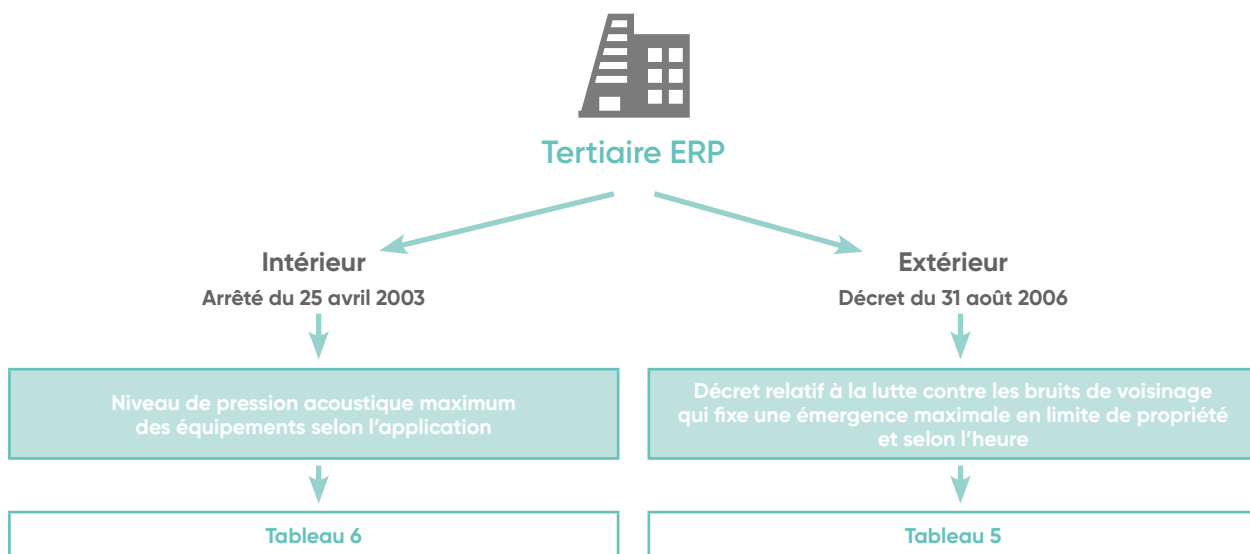 Tertiaire ERP
Intérieur
Arrêté du 25 avril 2003
Niveau de pression acoustique maximum
des équipements selon l'application
Tableau 6
Extérieur
Décret du 31 août 2006
Décret relatif à la lutte contre les bruits de voisinage
qui fixe une émergence maximale en limite de propriété
et selon l'heure
Tableau 5